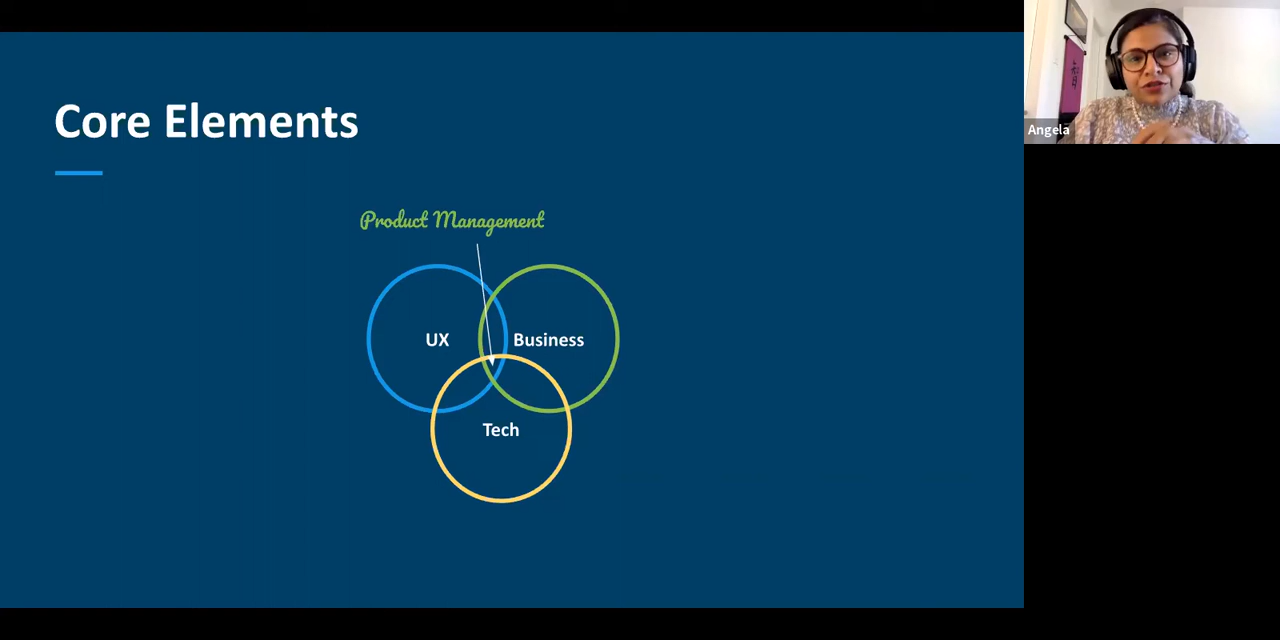 Core Elements
Product Management
UX
Business
Tech
Angela